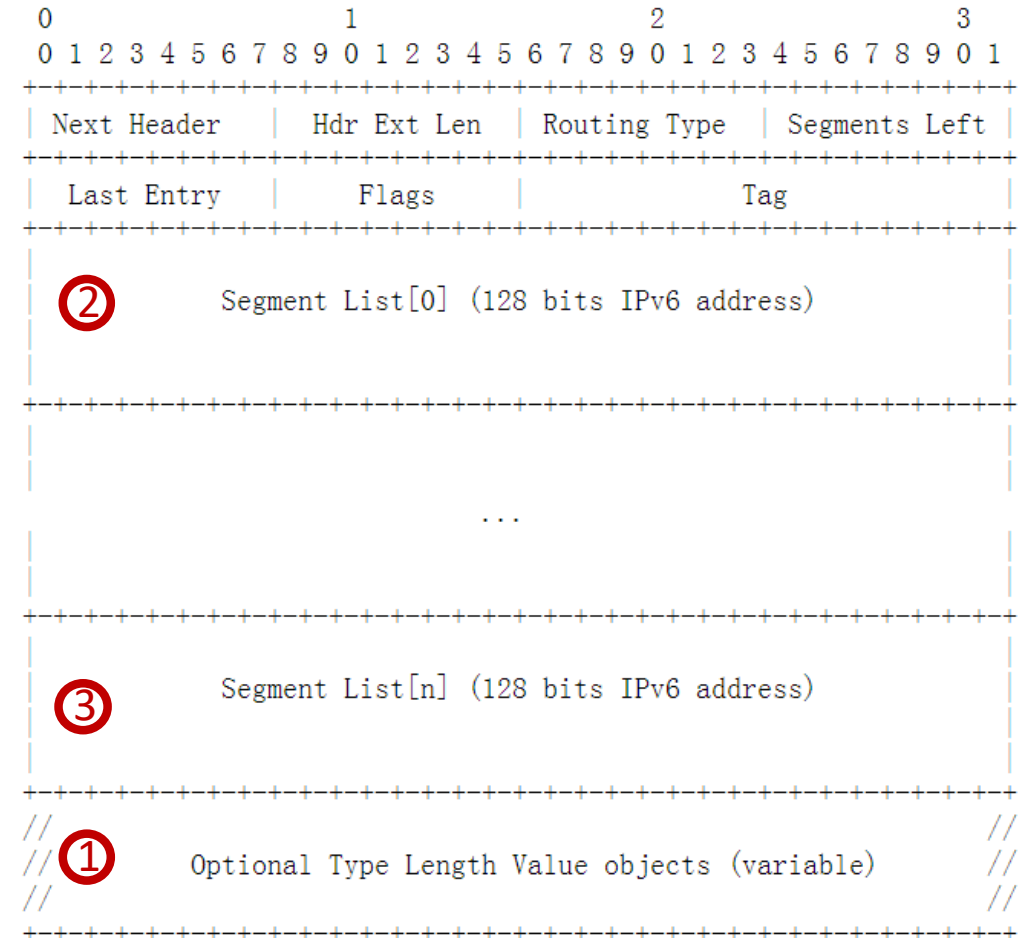 0                   1                   2                   3
0 1 2 3 4 5 6 7 8 9 0 1 2 3 4 5 6 7 8 9 0 1 2 3 4 5 6 7 8 9 0 1
+-+-+-+-+-+-+-+-+-+-+-+-+-+-+-+-+-+-+-+-+-+-+-+-+-+-+-+-+-+-+-+-+
| Next Header | Hdr Ext Len | Routing Type | Segments Left |
+-+-+-+-+-+-+-+-+-+-+-+-+-+-+-+-+-+-+-+-+-+-+-+-+-+-+-+-+-+-+-+-+
| Last Entry | Flags | Tag |
+-+-+-+-+-+-+-+-+-+-+-+-+-+-+-+-+-+-+-+-+-+-+-+-+-+-+-+-+-+-+-+-+
| |
| 2 Segment List[0] (128 bits IPv6 address) |
| |
| |
+-+-+-+-+-+-+-+-+-+-+-+-+-+-+-+-+-+-+-+-+-+-+-+-+-+-+-+-+-+-+-+-+
| |
| |
...
| |
| |
+-+-+-+-+-+-+-+-+-+-+-+-+-+-+-+-+-+-+-+-+-+-+-+-+-+-+-+-+-+-+-+-+
| |
| 3 Segment List[n] (128 bits IPv6 address) |
| |
| |
+-+-+-+-+-+-+-+-+-+-+-+-+-+-+-+-+-+-+-+-+-+-+-+-+-+-+-+-+-+-+-+-+
// //
// 1 Optional Type Length Value objects (variable) //
// //
+-+-+-+-+-+-+-+-+-+-+-+-+-+-+-+-+-+-+-+-+-+-+-+-+-+-+-+-+-+-+-+-+